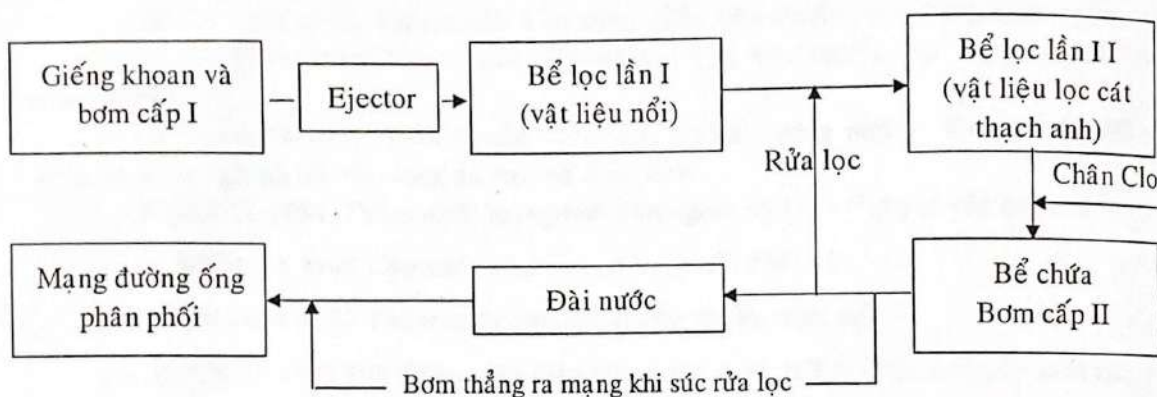 Giếng khoan và
bơm cấp I
Ejector
Bể lọc lần I
(vật liệu nổi)
Bể lọc lần II
(vật liệu lọc cát
thạch anh)
Rửa lọc
Chân Clo
Mạng đường ống
phân phối
Đài nước
Bể chứa
Bơm cấp II
Bơm thẳng ra mạng khi súc rửa lọc